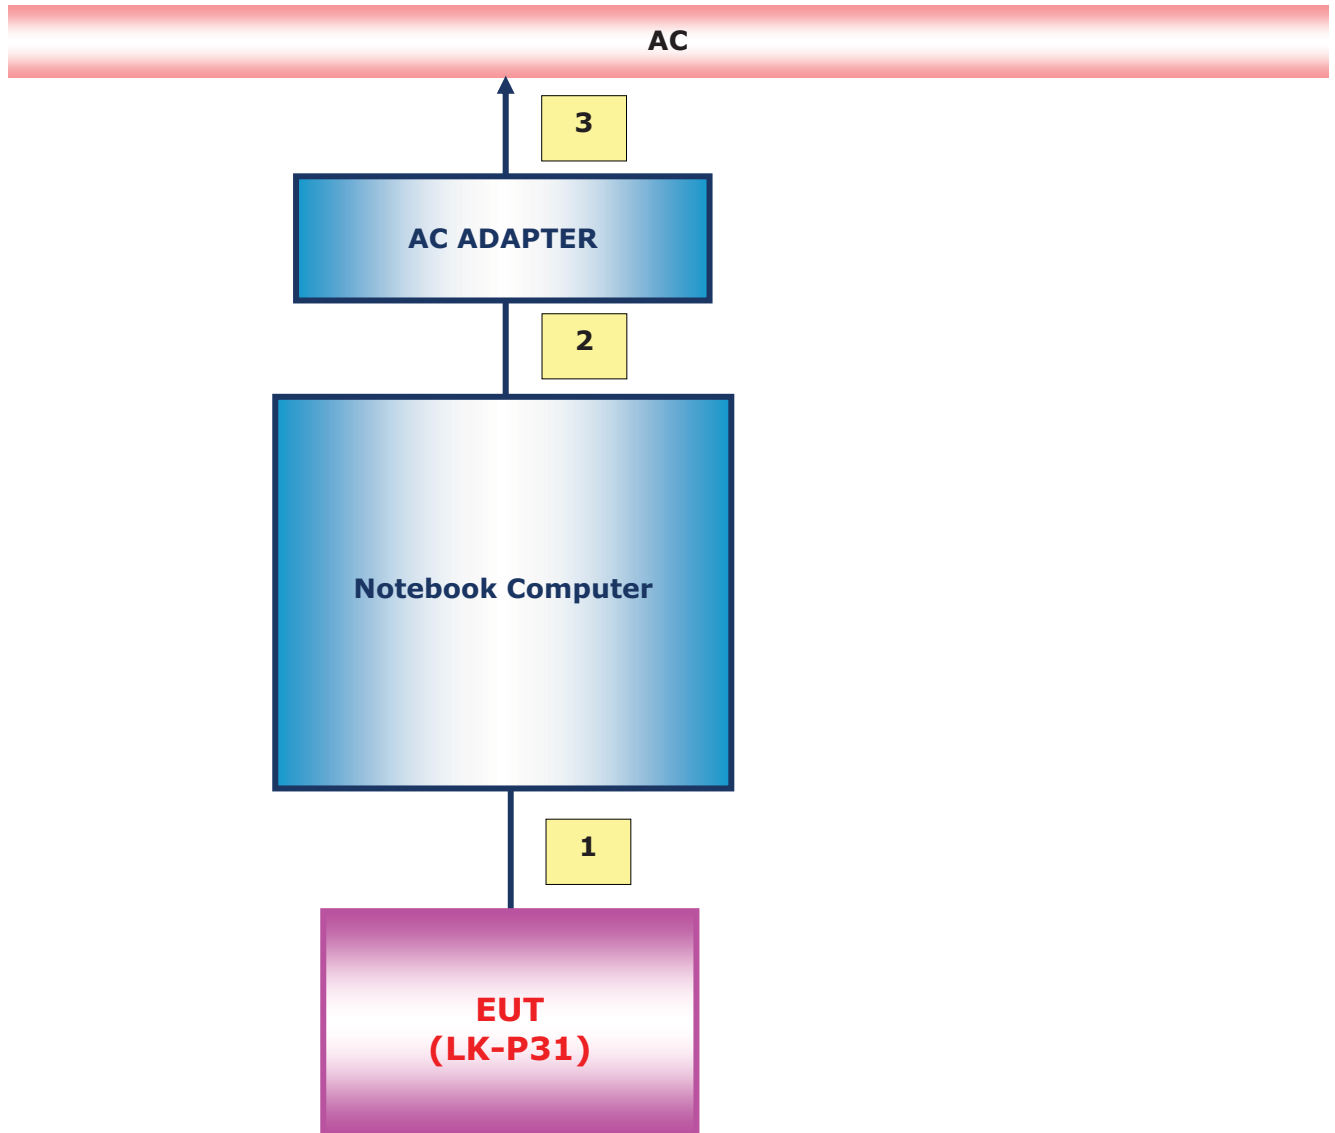 AC
3
AC ADAPTER
2
Notebook Computer
1
EUT
(LK-P31)